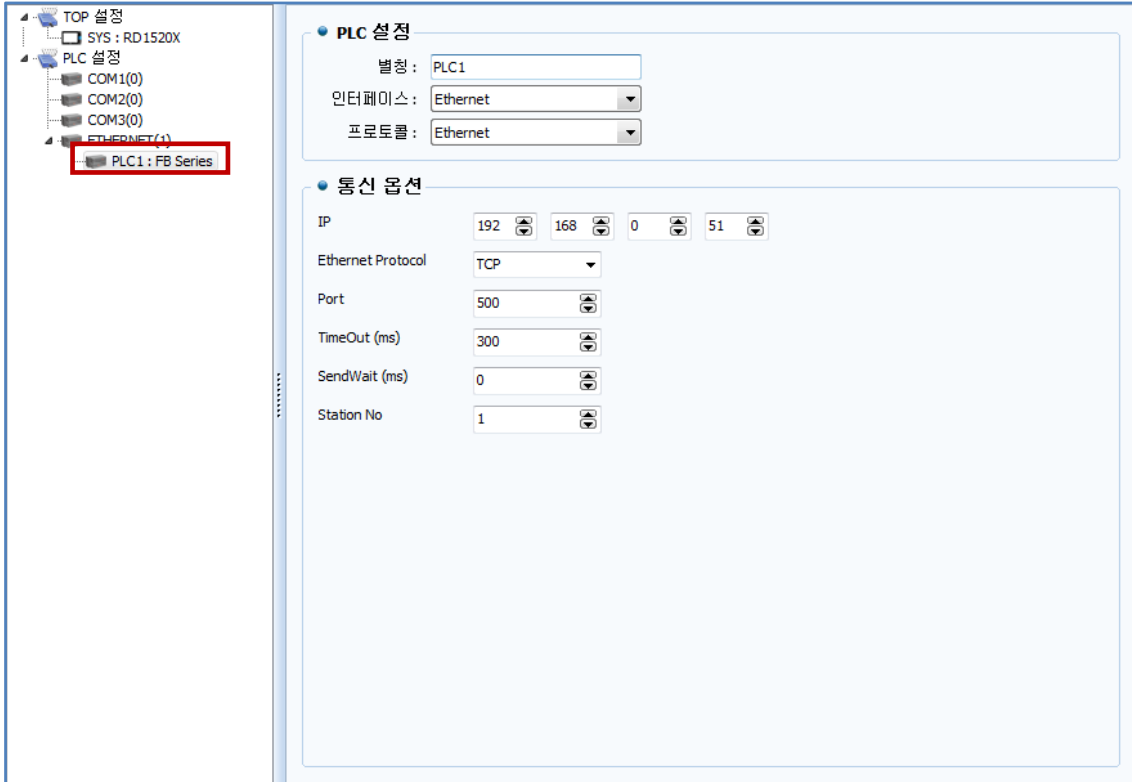 TOP 설정
SYS : RD1520X
PLC 설정
COM1(0)
COM2(0)
COM3(0)
ETHERNET(1)
PLC1 : FB Series
PLC 설정
별칭 : PLC1
인터페이스 : Ethernet
프로토콜 : Ethernet
통신 옵션
IP 192 168 0 51
Ethernet Protocol TCP
Port 500
TimeOut (ms) 300
SendWait (ms) 0
Station No 1